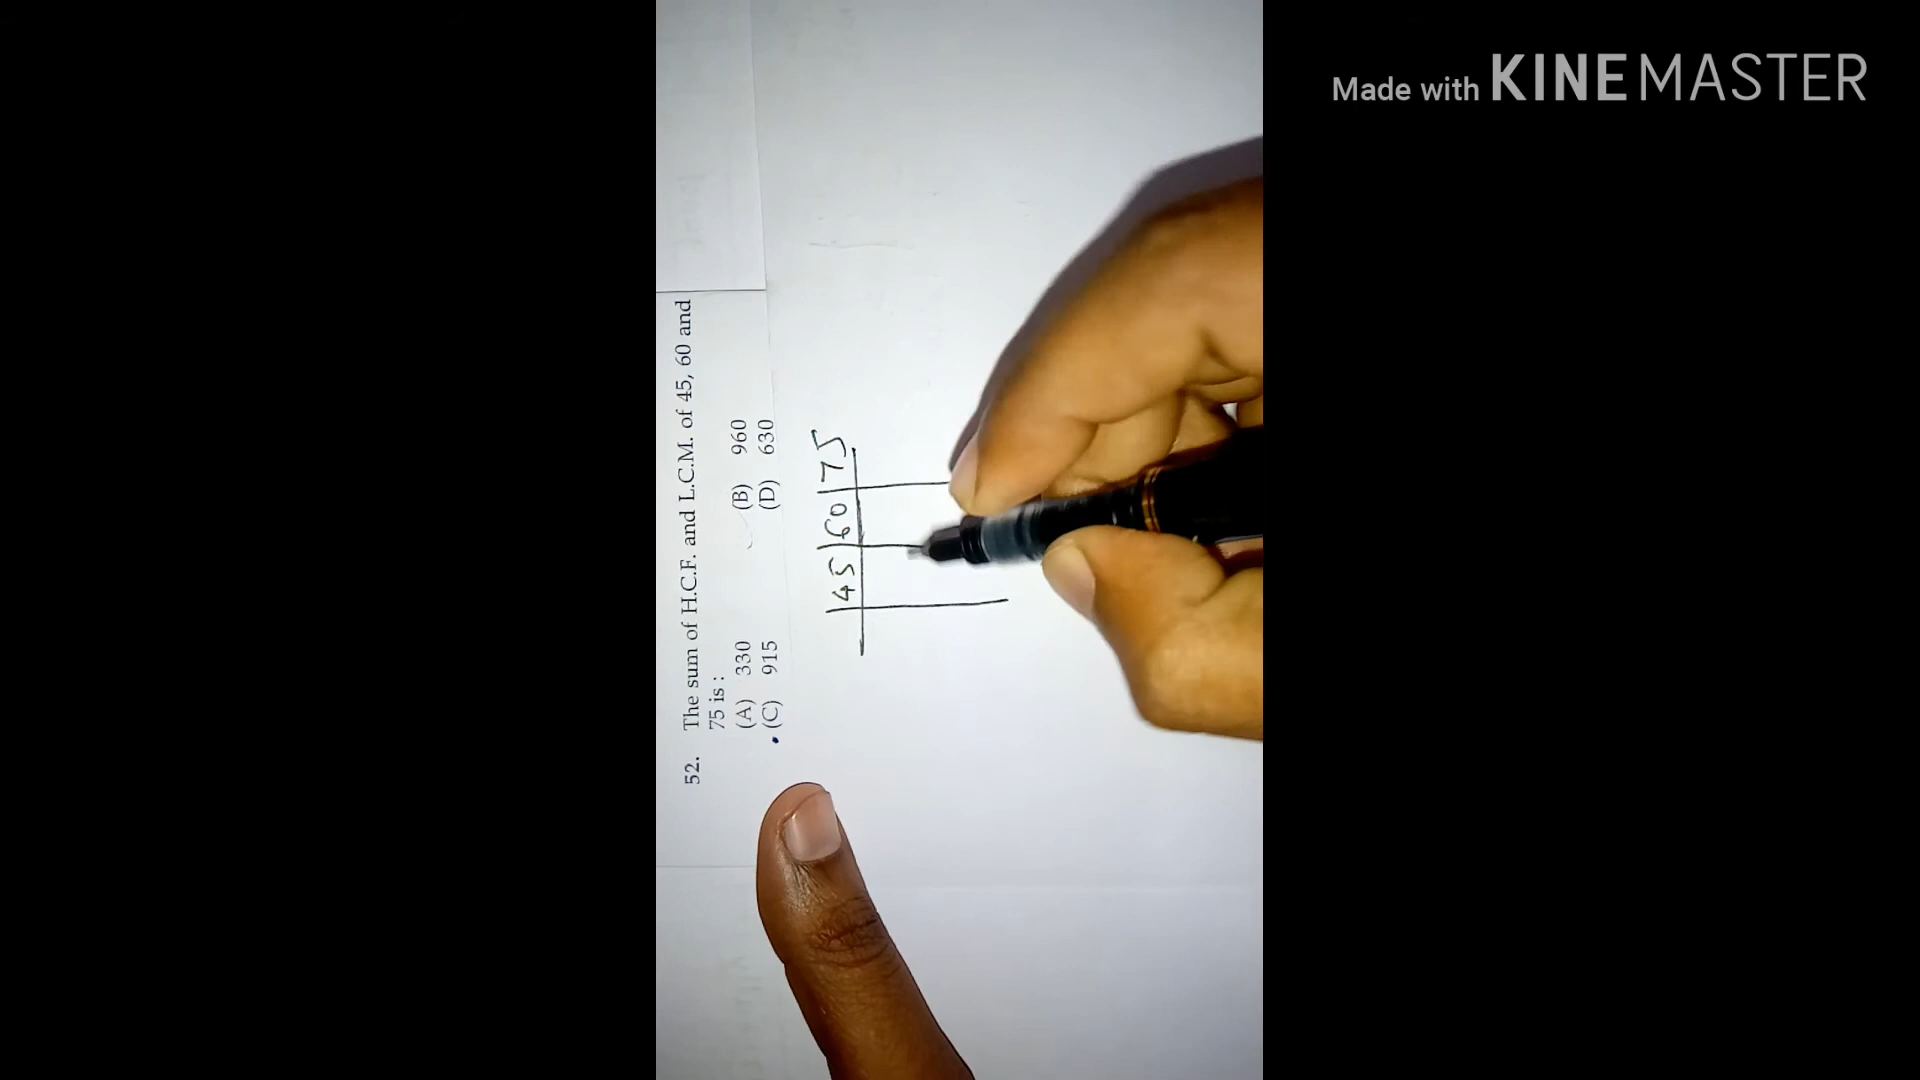 Made with KINEMASTER
52. The sum of H.C.F. and L.C.M. of 45, 60 and
75 is :
(A) 330 (B) 960
(C) 915 (D) 630
45 60 75